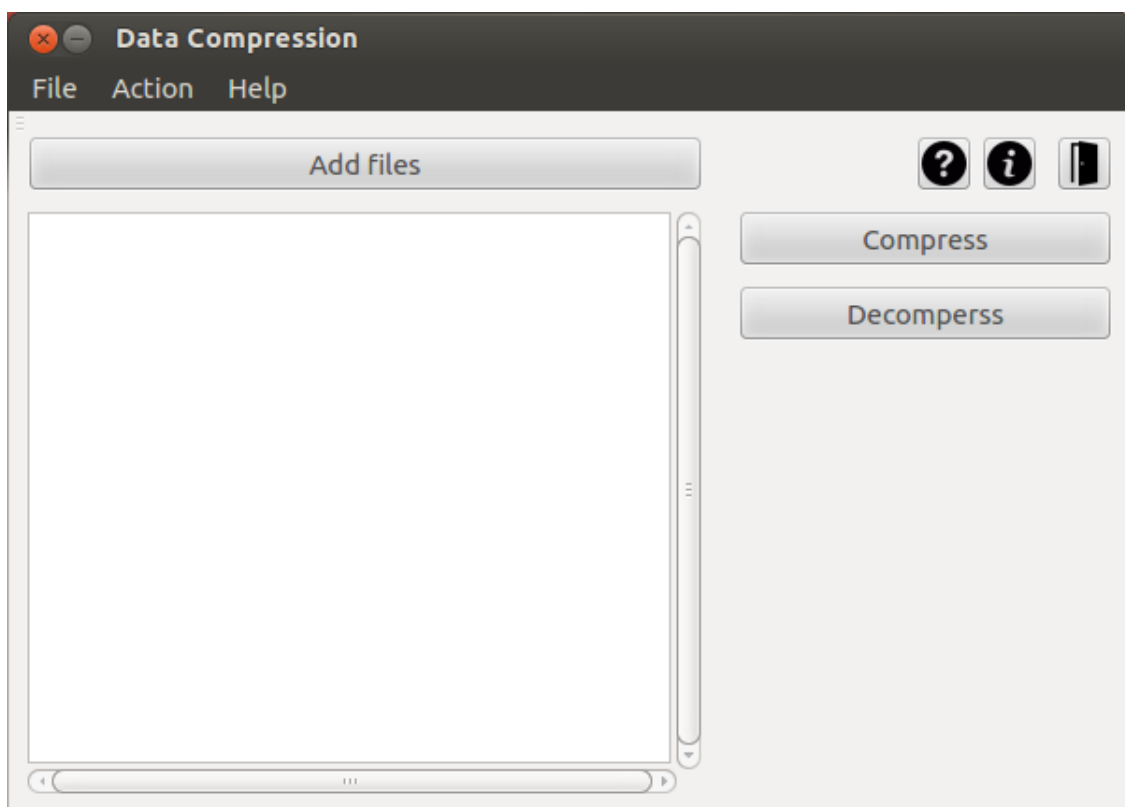 Data Compression
File Action Help
Add files
Compress
Decomperss